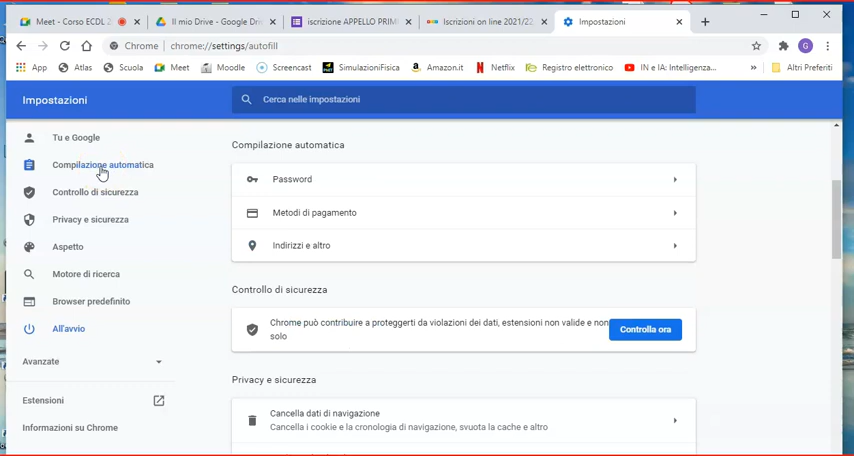 Meet - Corso ECDL 2
Il mio Drive - Google Dri
iscrizione APPELLO PRIM
Iscrizioni on line 2021/22
Impostazioni
Chrome | chrome://settings/autofill
G
App
Atlas
Scuola
Meet
Moodle
Screencast
SimulazioniFisica
Amazon.it
Netflix
Registro elettronico
IN e IA: Intelligenza...
»
Altri Preferiti
Impostazioni
Cerca nelle impostazioni
Tu e Google
Compilazione automatica
Controllo di sicurezza
Privacy e sicurezza
Aspetto
Motore di ricerca
Browser predefinito
All'avvio
Avanzate
Estensioni
Informazioni su Chrome
Compilazione automatica
Password
Metodi di pagamento
Indirizzi e altro
Controllo di sicurezza
Chrome può contribuire a proteggerti da violazioni dei dati, estensioni non valide e non
solo
Controlla ora
Privacy e sicurezza
Cancella dati di navigazione
Cancella i cookie e la cronologia di navigazione, svuota la cache e altro